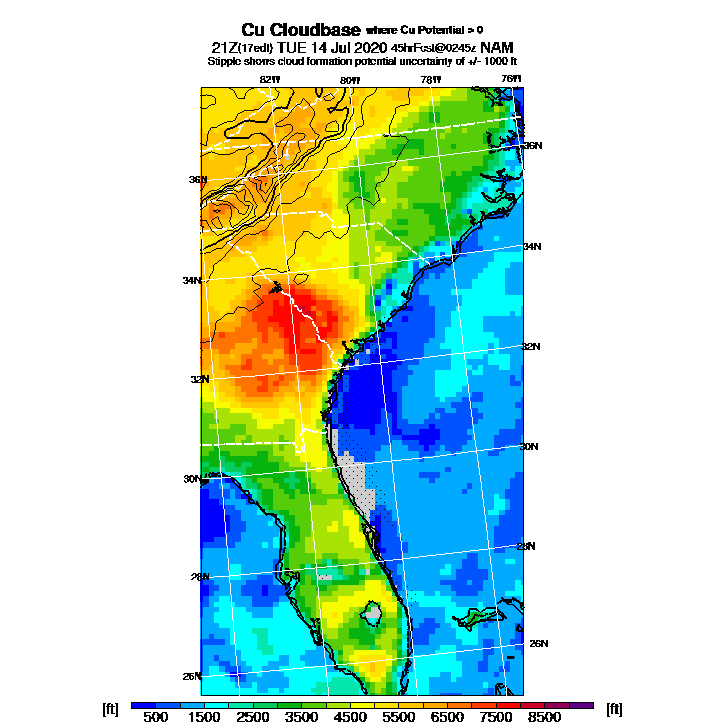 Cu Cloudbase where Cu Potential > 0
21Z(17edt) TUE 14 Jul 2020 45hrFcst@0245z NAM
Stipple shows cloud formation potential uncertainty of +/- 1000 ft
82W 80W 78W 76W
36N 36N
34N 34N
32N 32N
30N 30N
28N 28N
26N 26N
[ft] 500 1500 2500 3500 4500 5500 6500 7500 8500 [ft]